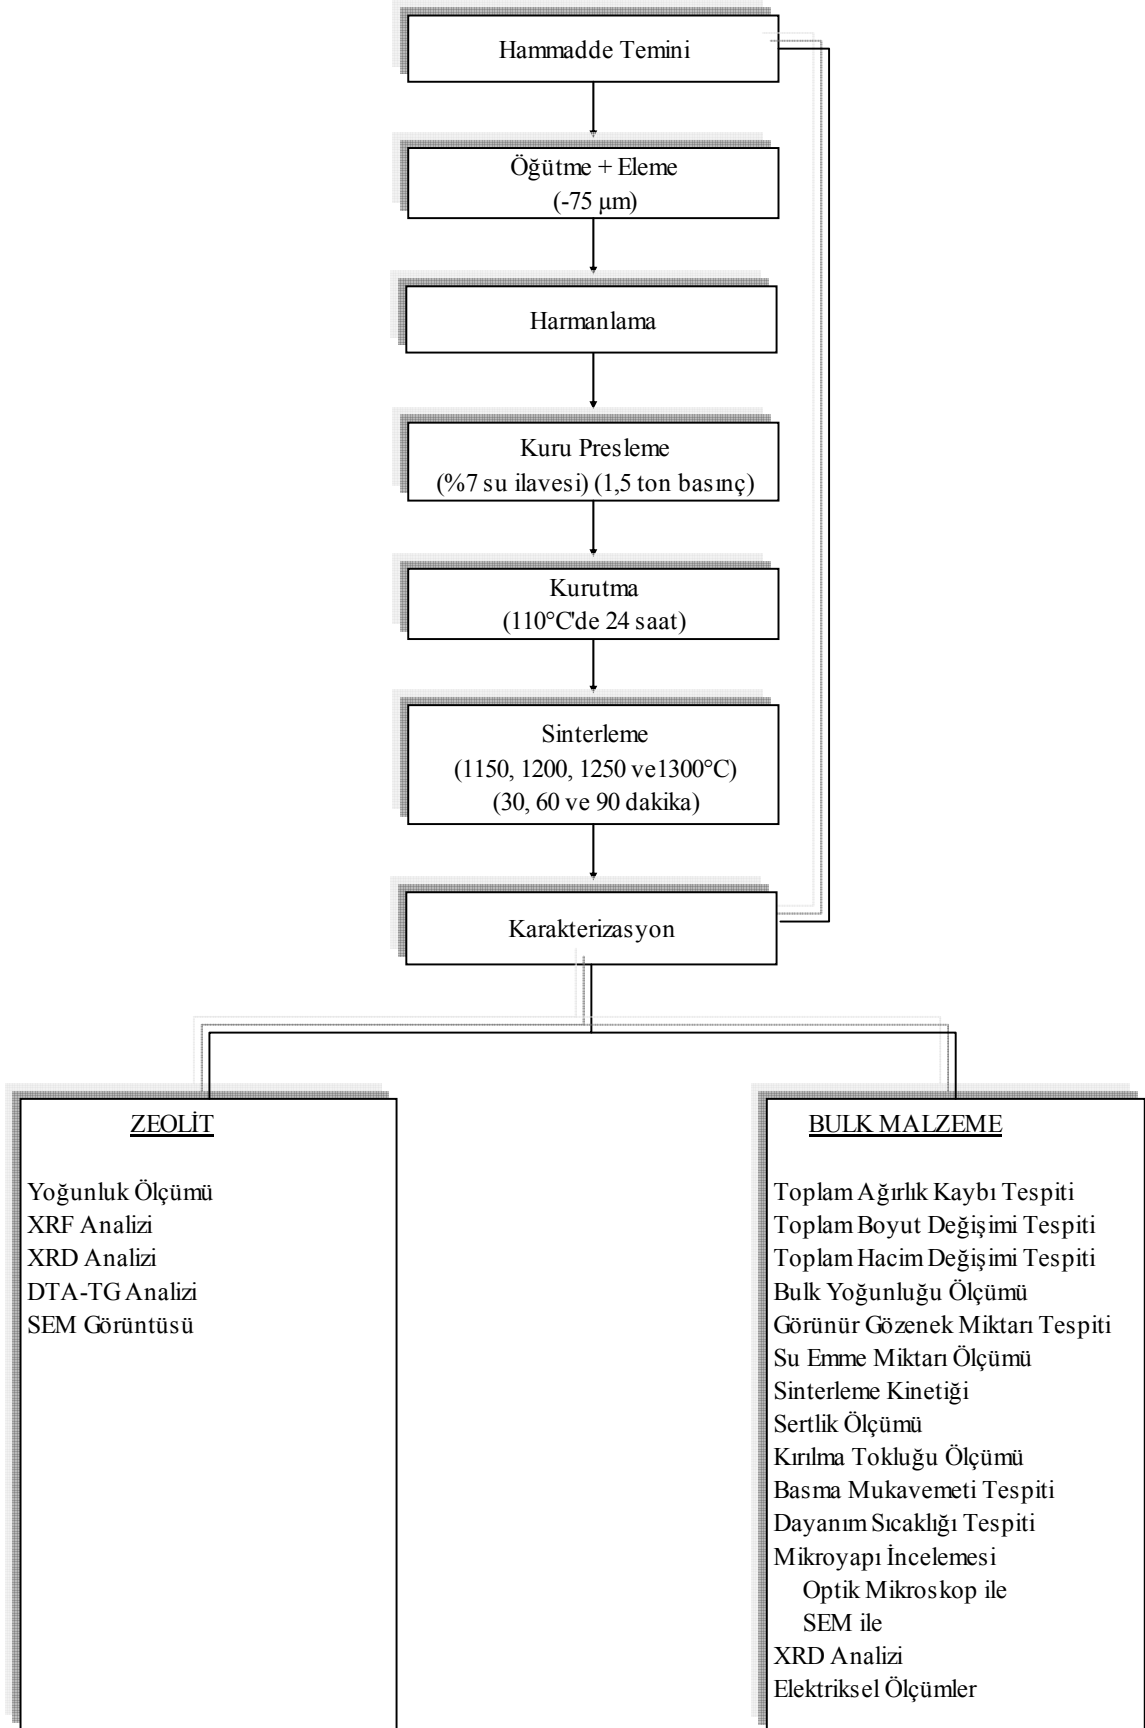 Hammadde Temini
Öğütme + Eleme
(-75 µm)
Harmanlama
Kuru Presleme
(%7 su ilavesi) (1,5 ton basınç)
Kurutma
(110°C'de 24 saat)
Sinterleme
(1150, 1200, 1250 ve1300°C)
(30, 60 ve 90 dakika)
Karakterizasyon
ZEOLİT
Yoğunluk Ölçümü
XRF Analizi
XRD Analizi
DTA-TG Analizi
SEM Görüntüsü
BULK MALZEME
Toplam Ağırlık Kaybı Tespiti
Toplam Boyut Değişimi Tespiti
Toplam Hacim Değişimi Tespiti
Bulk Yoğunluğu Ölçümü
Görünür Gözenek Miktarı Tespiti
Su Emme Miktarı Ölçümü
Sinterleme Kinetiği
Sertlik Ölçümü
Kırılma Tokluğu Ölçümü
Basma Mukavemeti Tespiti
Dayanım Sıcaklığı Tespiti
Mikroyapı İncelemesi
Optik Mikroskop ile
SEM ile
XRD Analizi
Elektriksel Ölçümler